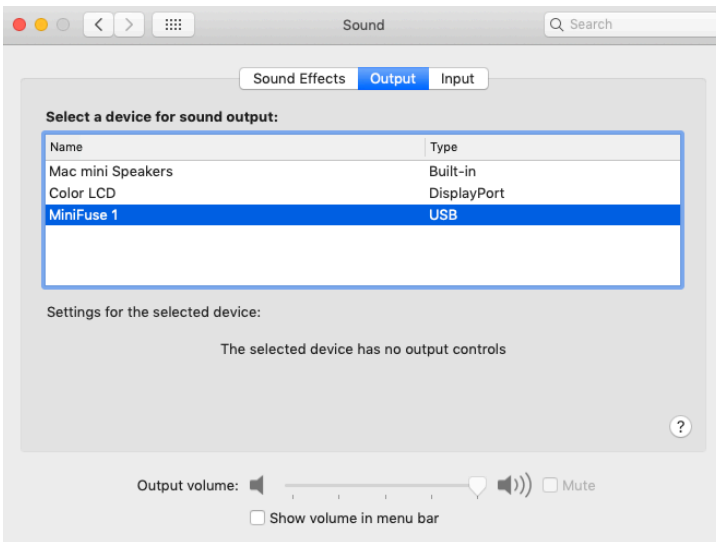 Sound
Search
Sound Effects Output Input
Select a device for sound output:
Name Type
Mac mini Speakers Built-in
Color LCD DisplayPort
MiniFuse 1 USB
Settings for the selected device:
The selected device has no output controls
?
Output volume: Mute
Show volume in menu bar